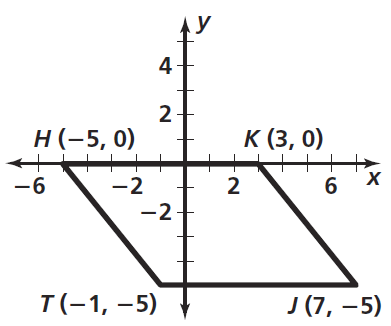 y
4
2
H (−5, 0) K (3, 0)
−6 −2 2 6 x
−2
T (−1, −5) J (7, −5)